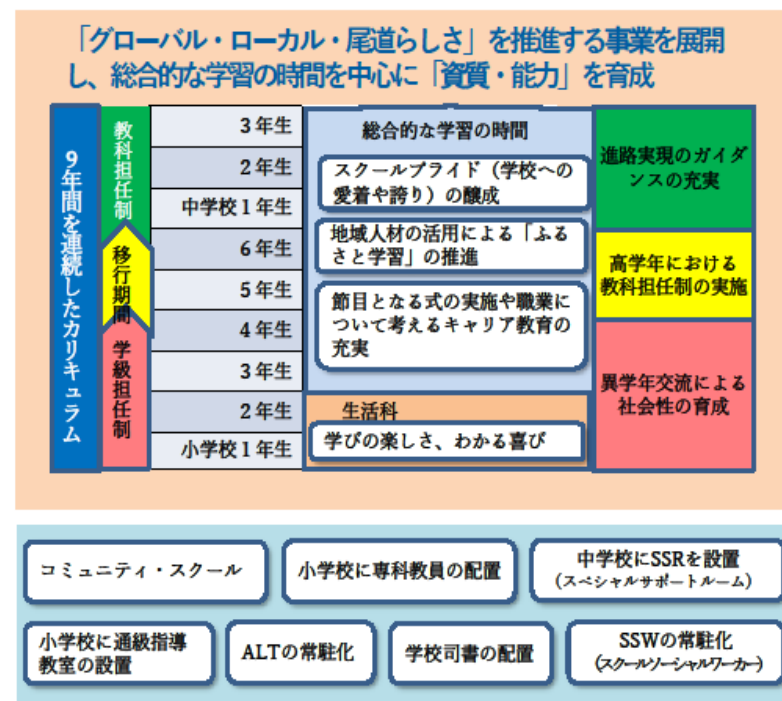 「グローバル・ローカル・尾道らしさ」を推進する事業を展開
し、総合的な学習の時間を中心に「資質・能力」を育成
9年間を連続したカリキュラム
教科担任制
移行期間
学級担任制
3年生
2年生
中学校1年生
6年生
5年生
4年生
3年生
2年生
小学校1年生
総合的な学習の時間
スクールプライド（学校への
愛着や誇り）の醸成
地域人材の活用による「ふる
さと学習」の推進
節目となる式の実施や職業に
ついて考えるキャリア教育の
充実
生活科
学びの楽しさ、わかる喜び
進路実現のガイダ
ンスの充実
高学年における
教科担任制の実施
異学年交流による
社会性の育成
コミュニティ・スクール
小学校に専科教員の配置
中学校にSSRを設置
（スペシャルサポートルーム）
小学校に通級指導
教室の設置
ALTの常駐化
学校司書の配置
SSWの常駐化
（スクールソーシャルワーカー）